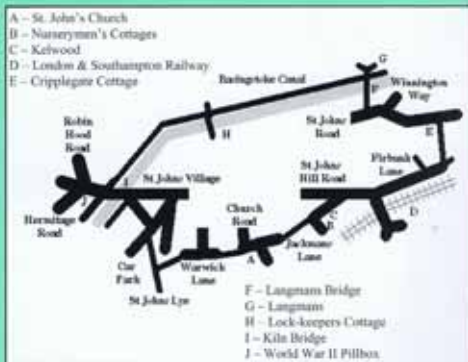 A – St. John's Church
B – Nurserymen's Cottages
C – Kelwood
D – London & Southampton Railway
E – Cripplegate Cottage
G
Basingstoke Canal
Winnington
Way
F
Robin
Hood
Road
St Johns
Road
H
E
I
St Johns Village
St Johns
Hill Road
Firbank
Lane
J
Hermitage
Road
Church
Road
C
B
D
Car
Park
Warwick
Lane
A
Jackmans
Lane
St Johns Lye
F – Langmans Bridge
G – Langmans
H – Lock-keepers Cottage
I – Kiln Bridge
J – World War II Pillbox